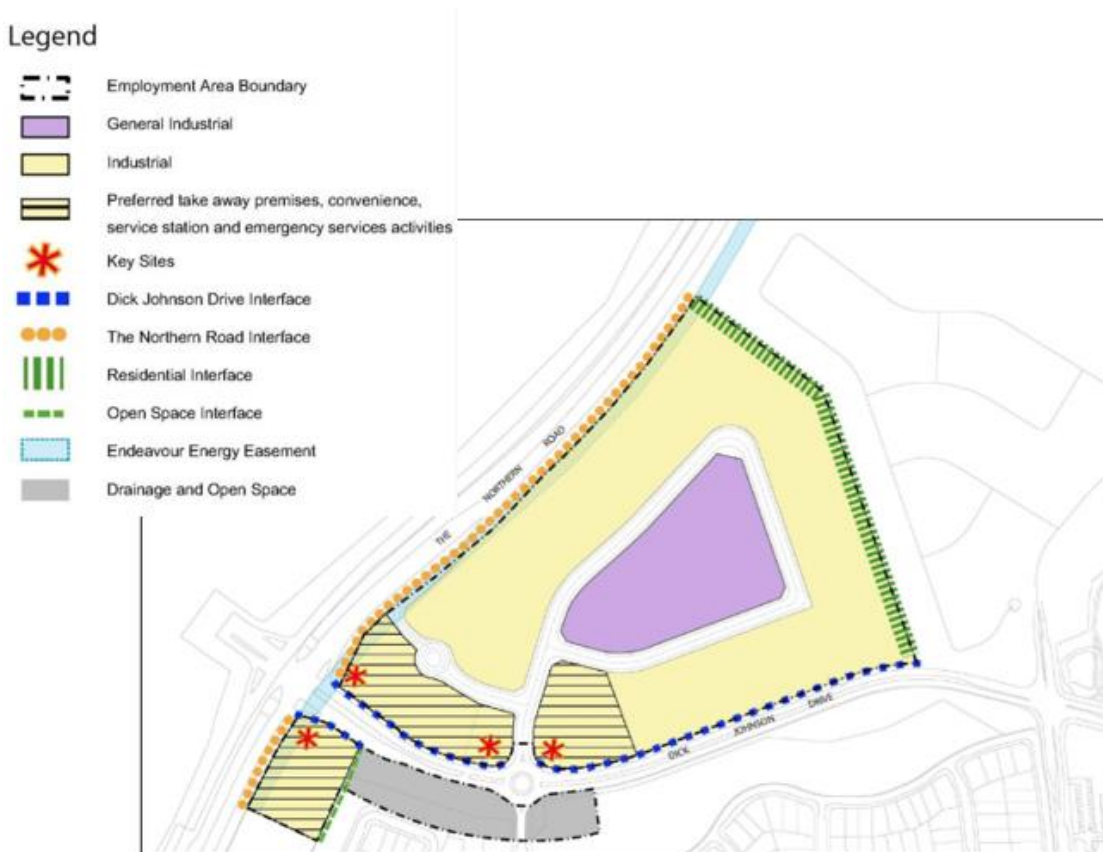 Legend
Employment Area Boundary
General Industrial
Industrial
Preferred take away premises, convenience,
service station and emergency services activities
Key Sites
Dick Johnson Drive Interface
The Northern Road Interface
Residential Interface
Open Space Interface
Endeavour Energy Easement
Drainage and Open Space
THE NORTHERN ROAD
DICK JOHNSON DRIVE